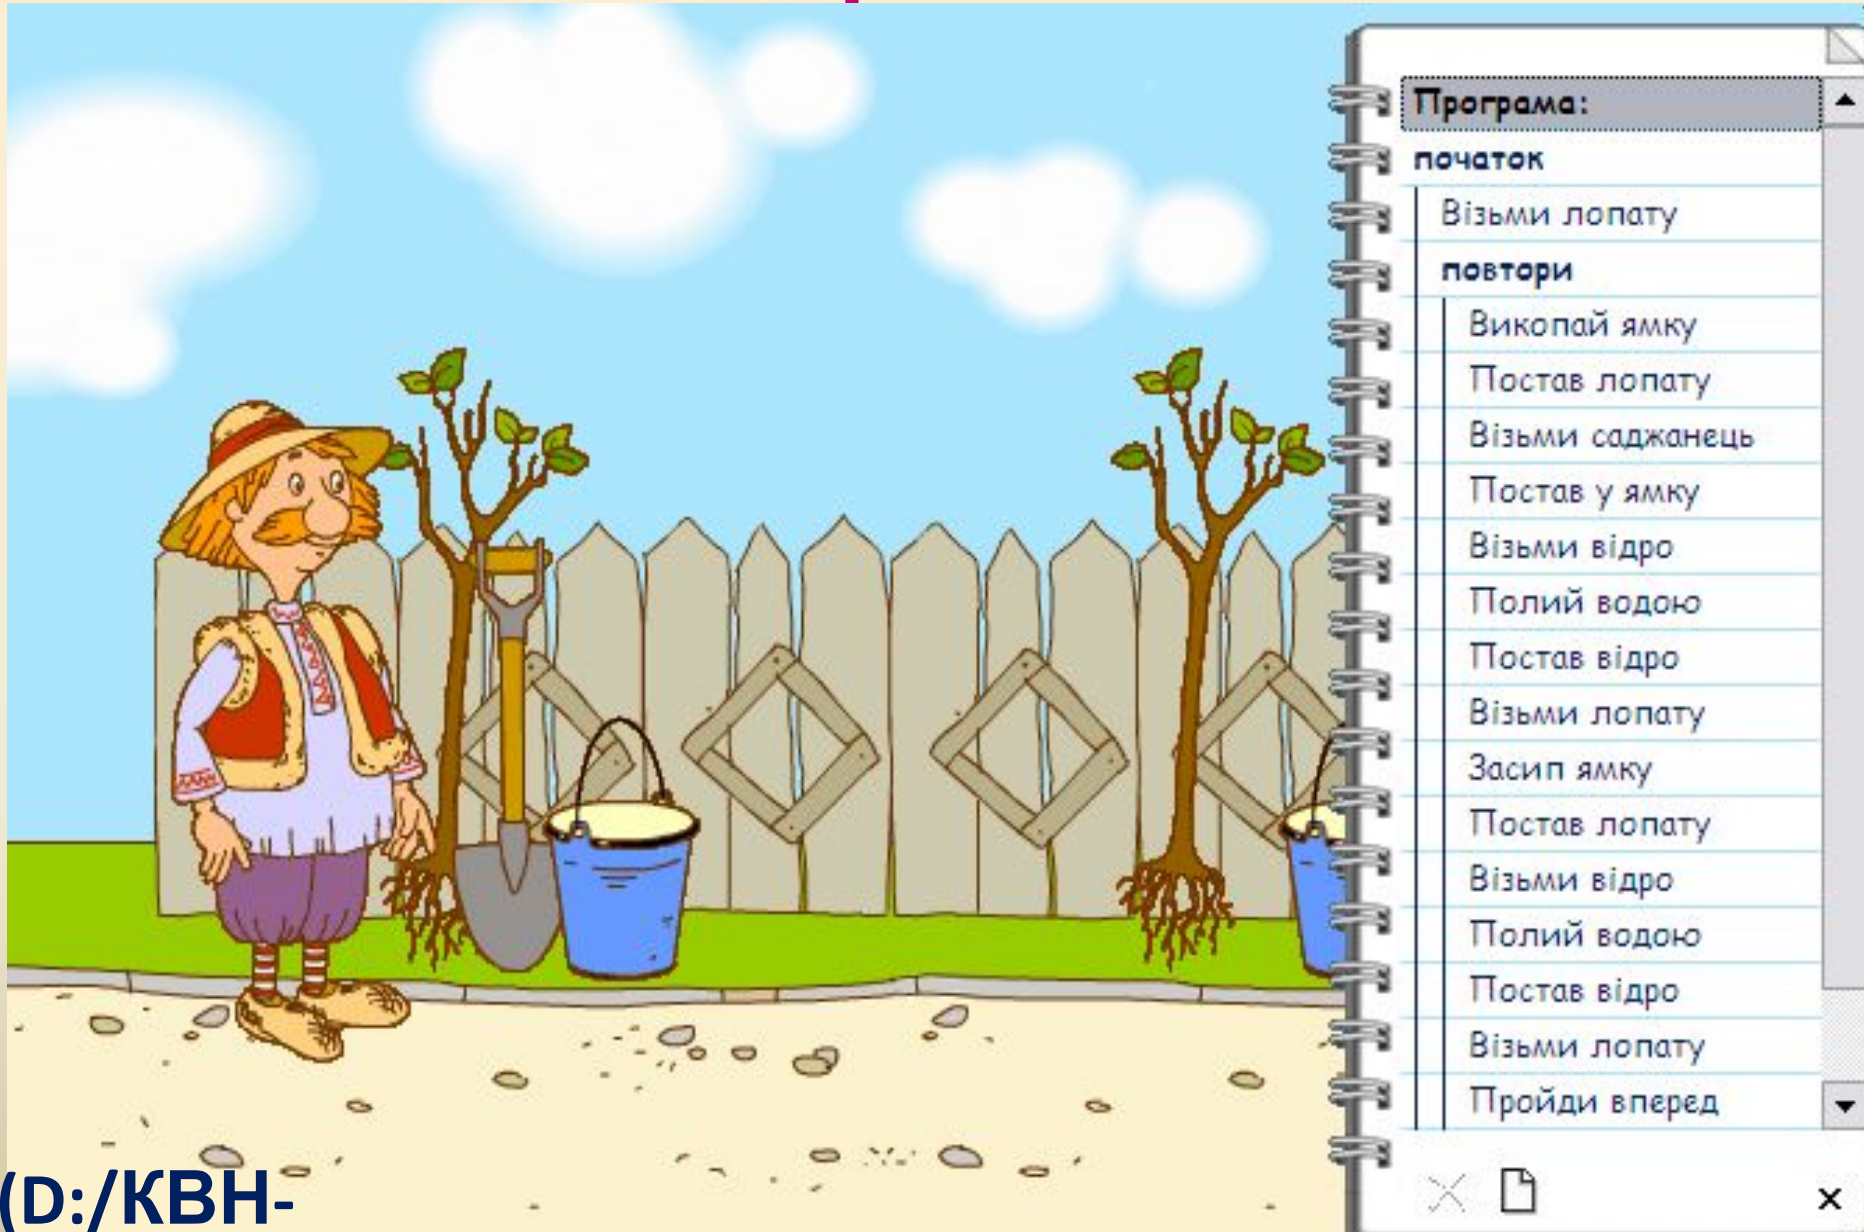 Програма:
початок
Візьми лопату
повтори
Викопай ямку
Постав лопату
Візьми саджанець
Постав у ямку
Візьми відро
Полий водою
Постав відро
Візьми лопату
Засип ямку
Постав лопату
Візьми відро
Полий водою
Постав відро
Візьми лопату
Пройди вперед
(D:/КВН-